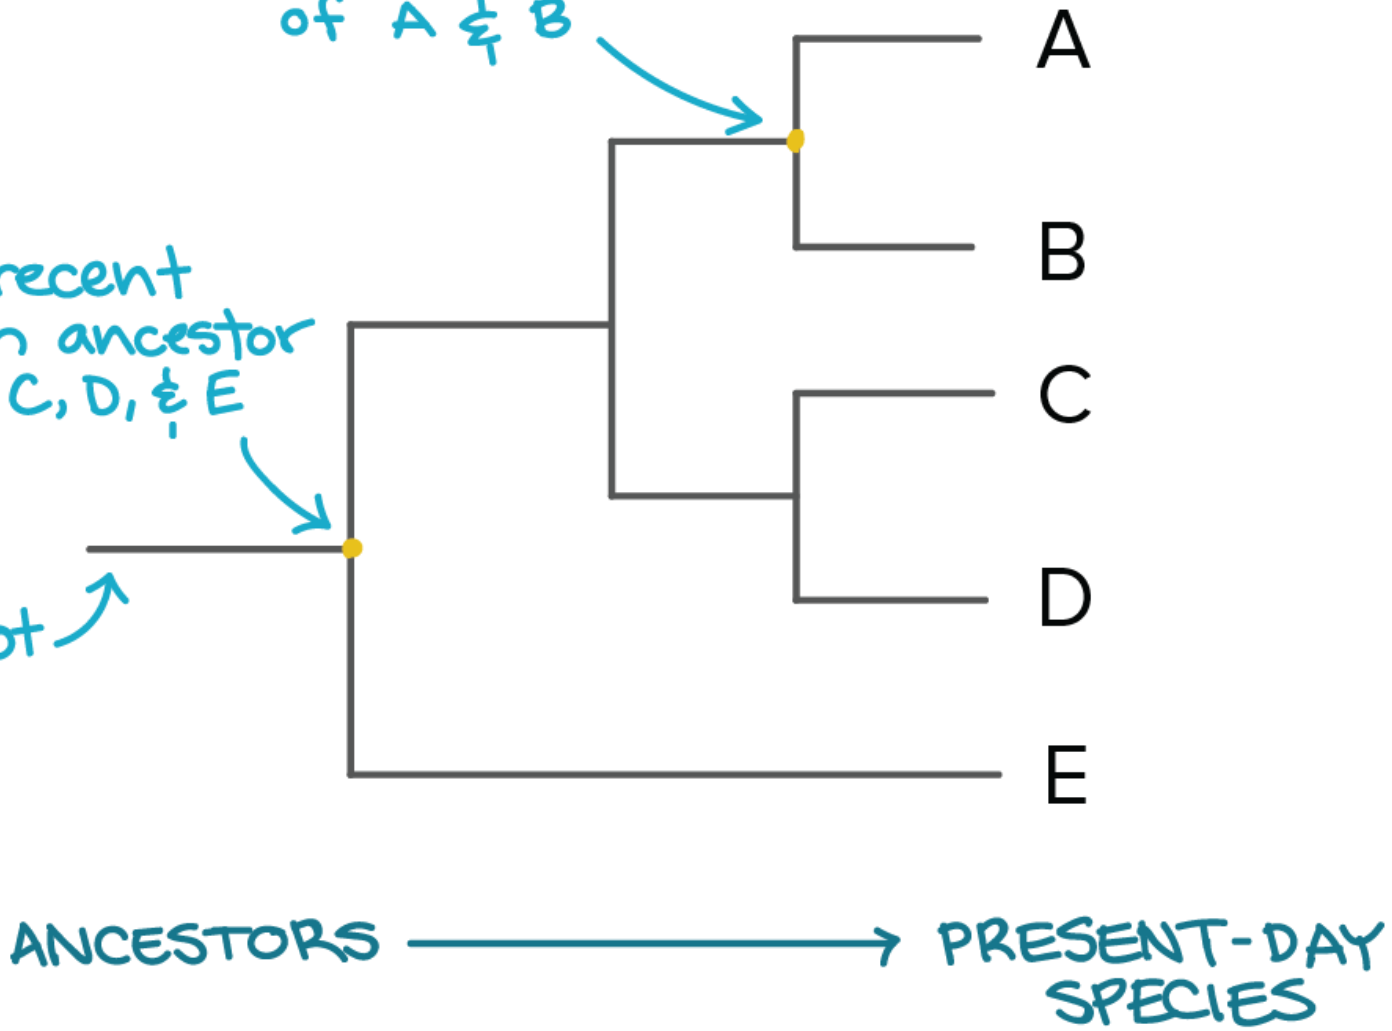 of A & B
A
B
recent
ancestor
C, D, & E
C
D
E
ANCESTORS
PRESENT-DAY
SPECIES